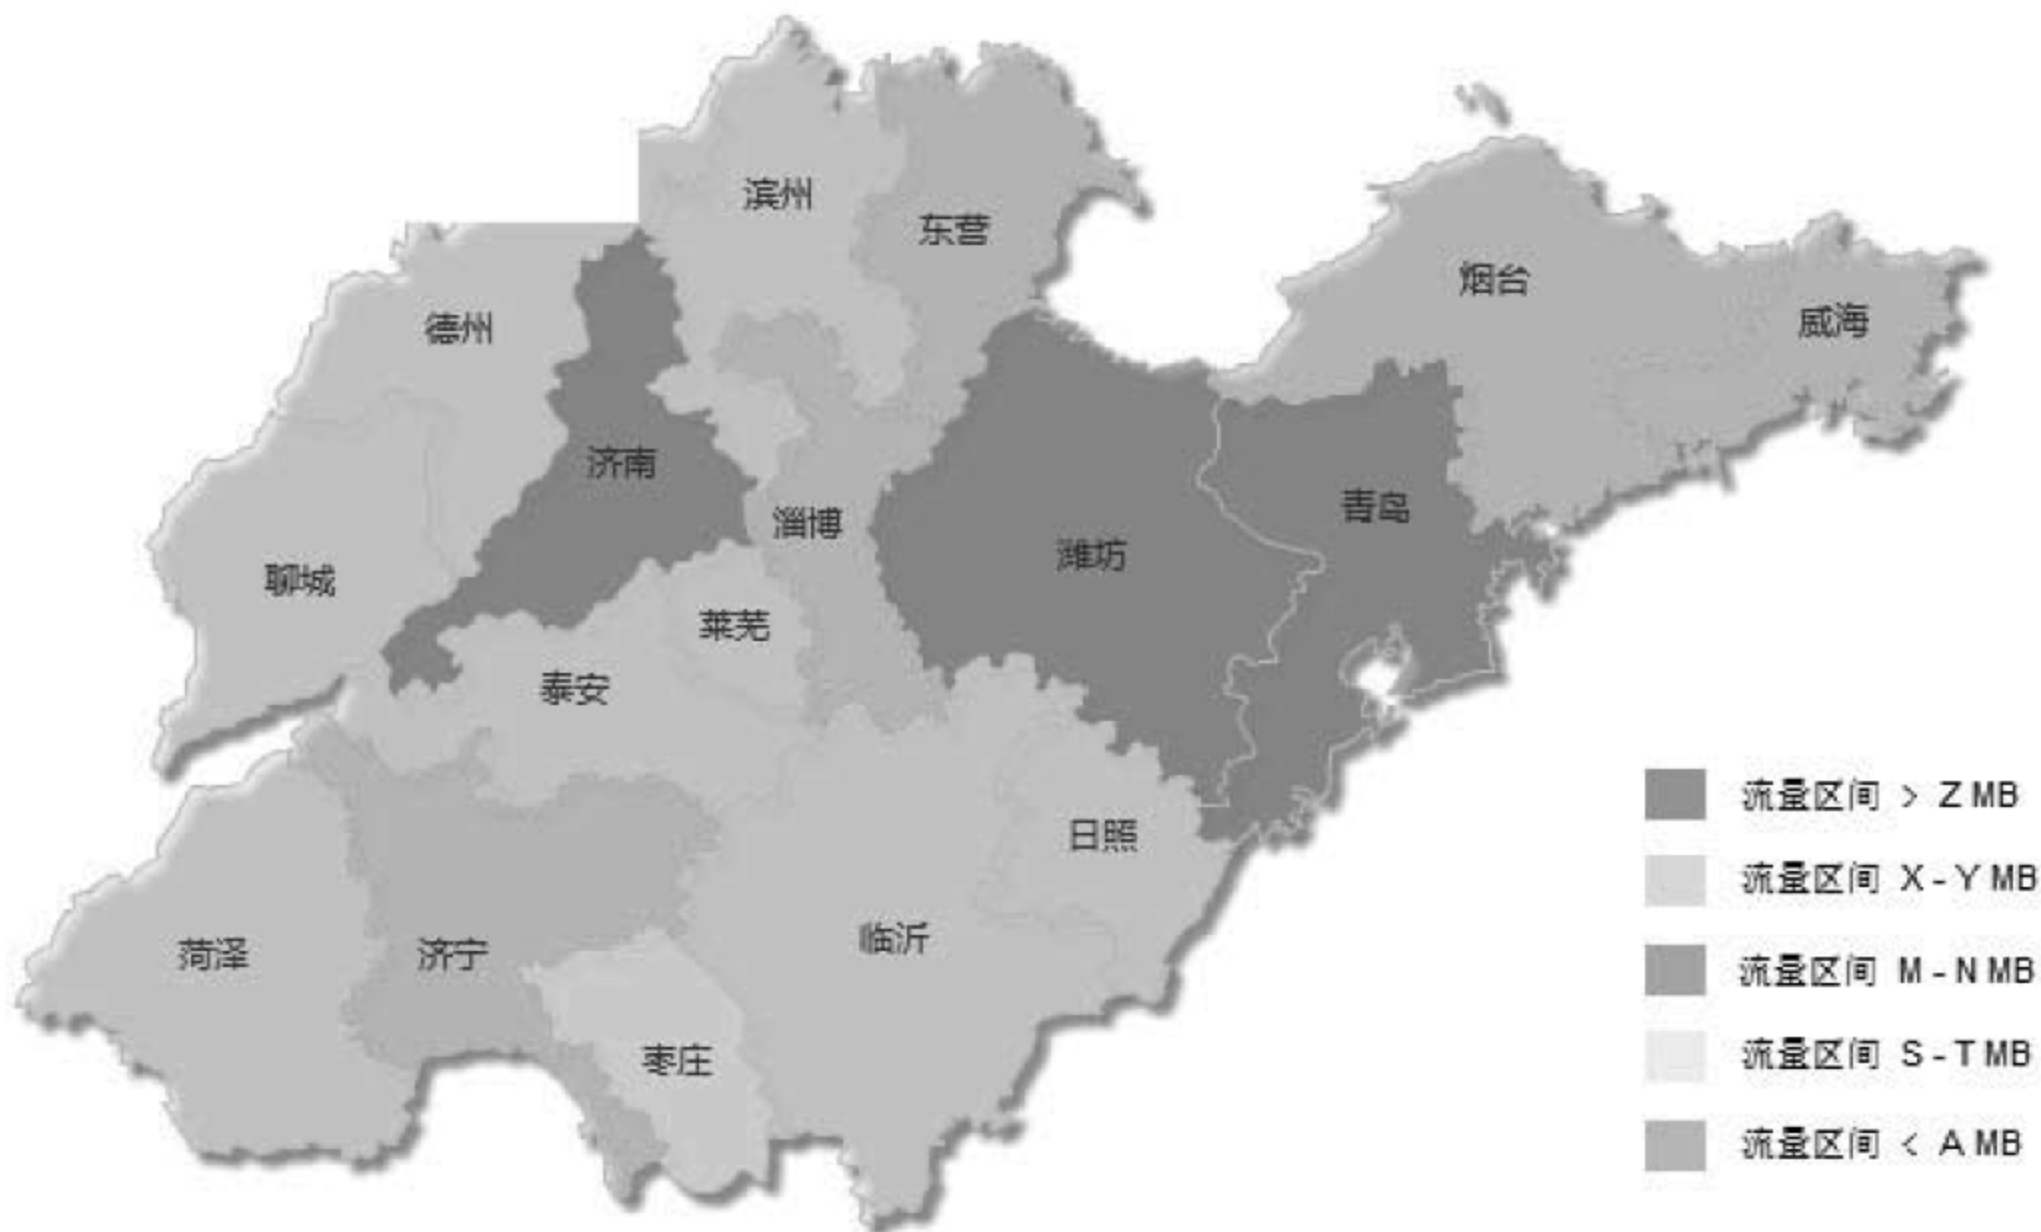 滨州
东营
烟台
威海
德州
济南
青岛
淄博
潍坊
聊城
莱芜
泰安
日照
临沂
菏泽
济宁
枣庄
流量区间 > Z MB
流量区间 X - Y MB
流量区间 M - N MB
流量区间 S - T MB
流量区间 < A MB